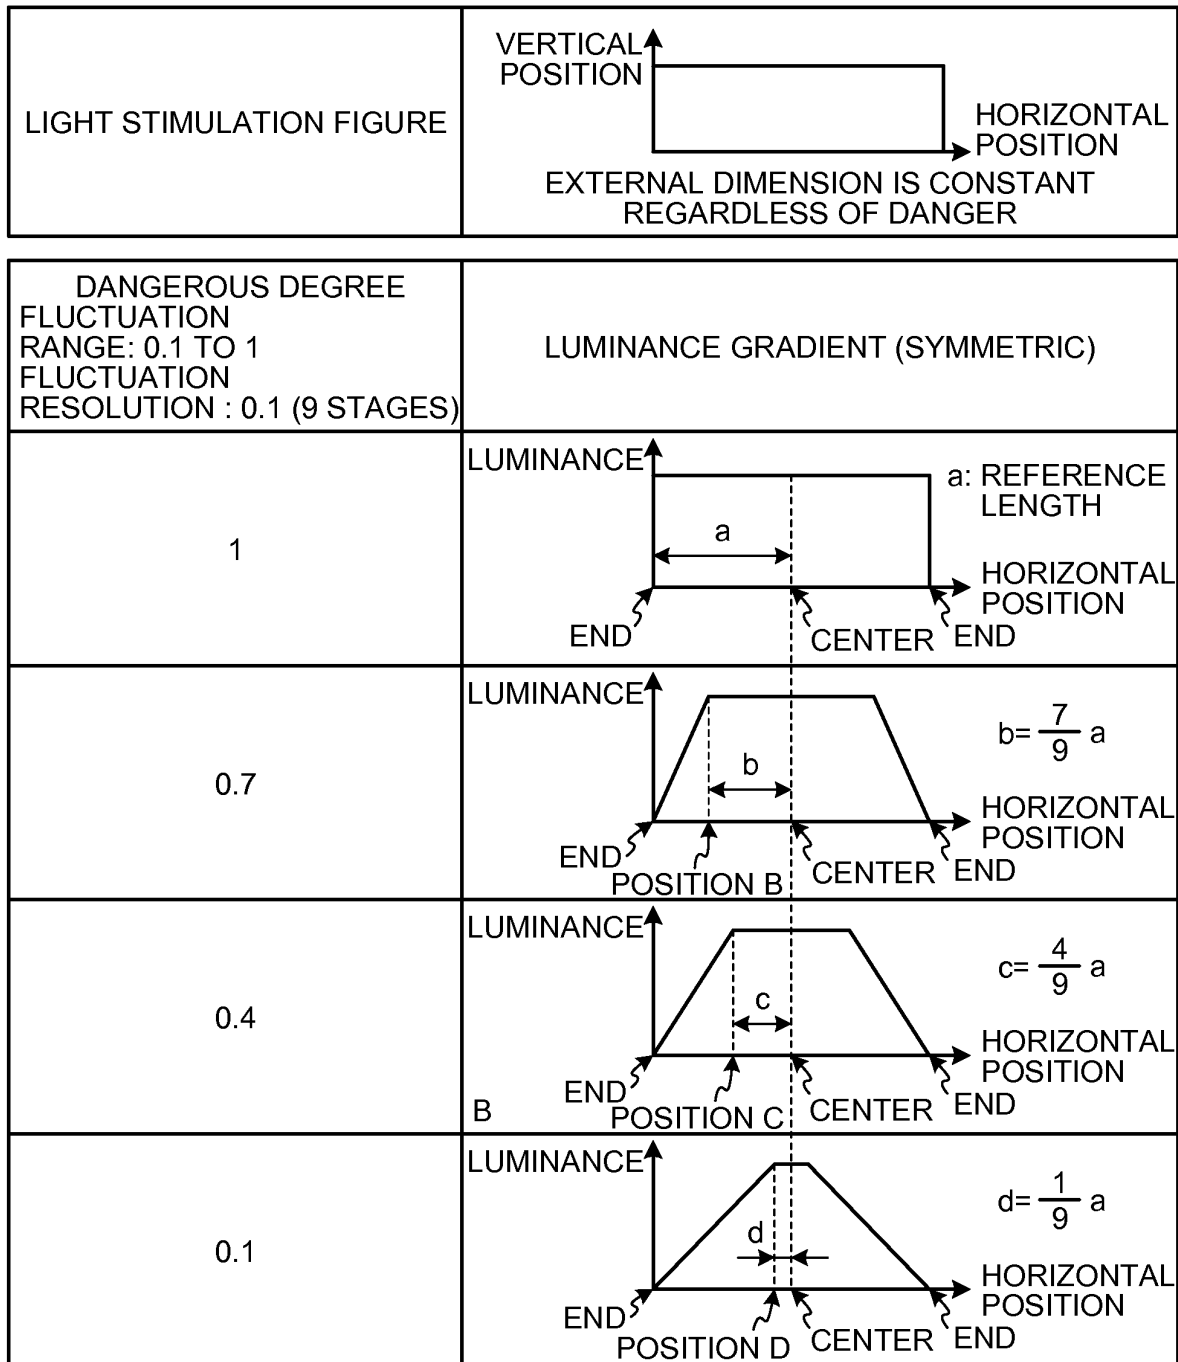 LIGHT STIMULATION FIGURE
VERTICAL
POSITION
HORIZONTAL
POSITION
EXTERNAL DIMENSION IS CONSTANT
REGARDLESS OF DANGER
DANGEROUS DEGREE
FLUCTUATION
RANGE: 0.1 TO 1
FLUCTUATION
RESOLUTION : 0.1 (9 STAGES)
LUMINANCE GRADIENT (SYMMETRIC)
1
LUMINANCE
a: REFERENCE
LENGTH
a
HORIZONTAL
POSITION
END
CENTER
END
0.7
LUMINANCE
b= 7/9 a
b
HORIZONTAL
POSITION
END
POSITION B
CENTER
END
0.4
LUMINANCE
c= 4/9 a
c
HORIZONTAL
POSITION
B
END
POSITION C
CENTER
END
0.1
LUMINANCE
d= 1/9 a
d
HORIZONTAL
POSITION
END
POSITION D
CENTER
END